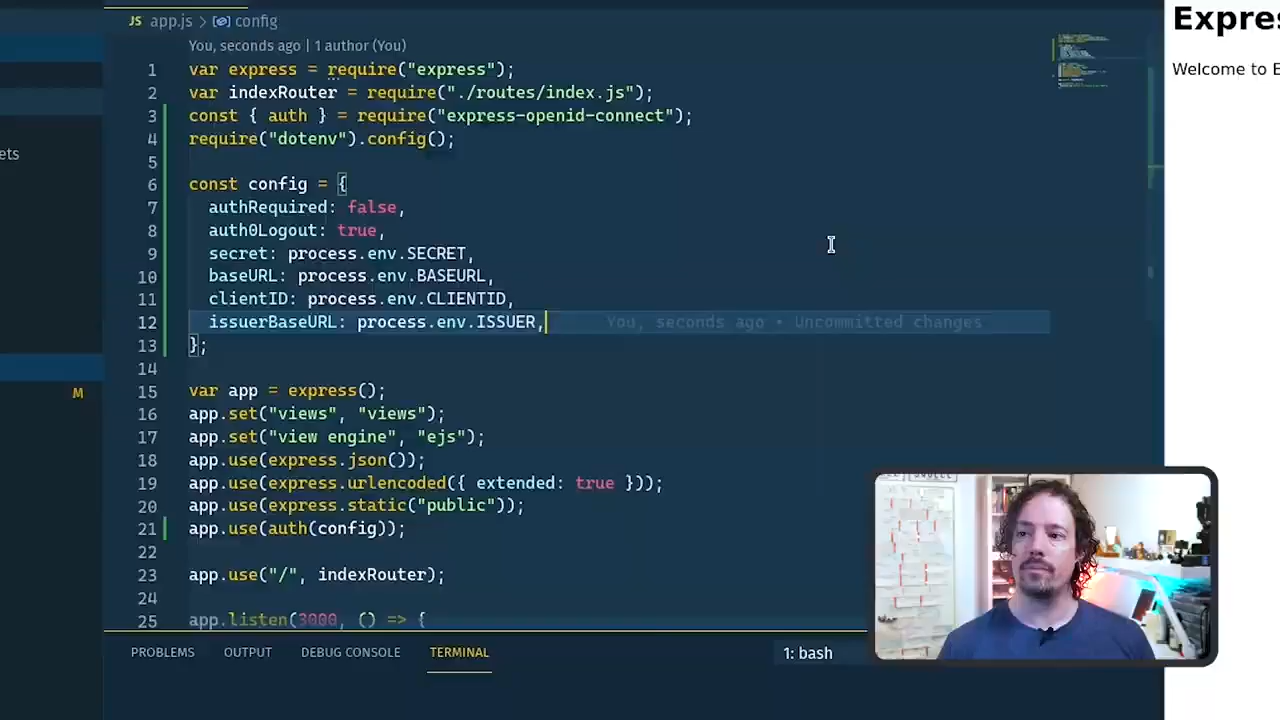 JS app.js > config
Expres
You, seconds ago | 1 author (You)
Welcome to E
1 var express = require("express");
2 var indexRouter = require("./routes/index.js");
3 const { auth } = require("express-openid-connect");
4 require("dotenv").config();
5
6 const config = {
7 authRequired: false,
8 auth0Logout: true,
9 secret: process.env.SECRET,
10 baseURL: process.env.BASEURL,
11 clientID: process.env.CLIENTID,
12 issuerBaseURL: process.env.ISSUER, You, seconds ago • Uncommitted changes
13 };
14
15 var app = express();
16 app.set("views", "views");
17 app.set("view engine", "ejs");
18 app.use(express.json());
19 app.use(express.urlencoded({ extended: true }));
20 app.use(express.static("public"));
21 app.use(auth(config));
22
23 app.use("/", indexRouter);
24
25 app.listen(3000, () => {
ets
M
PROBLEMS OUTPUT DEBUG CONSOLE TERMINAL 1: bash